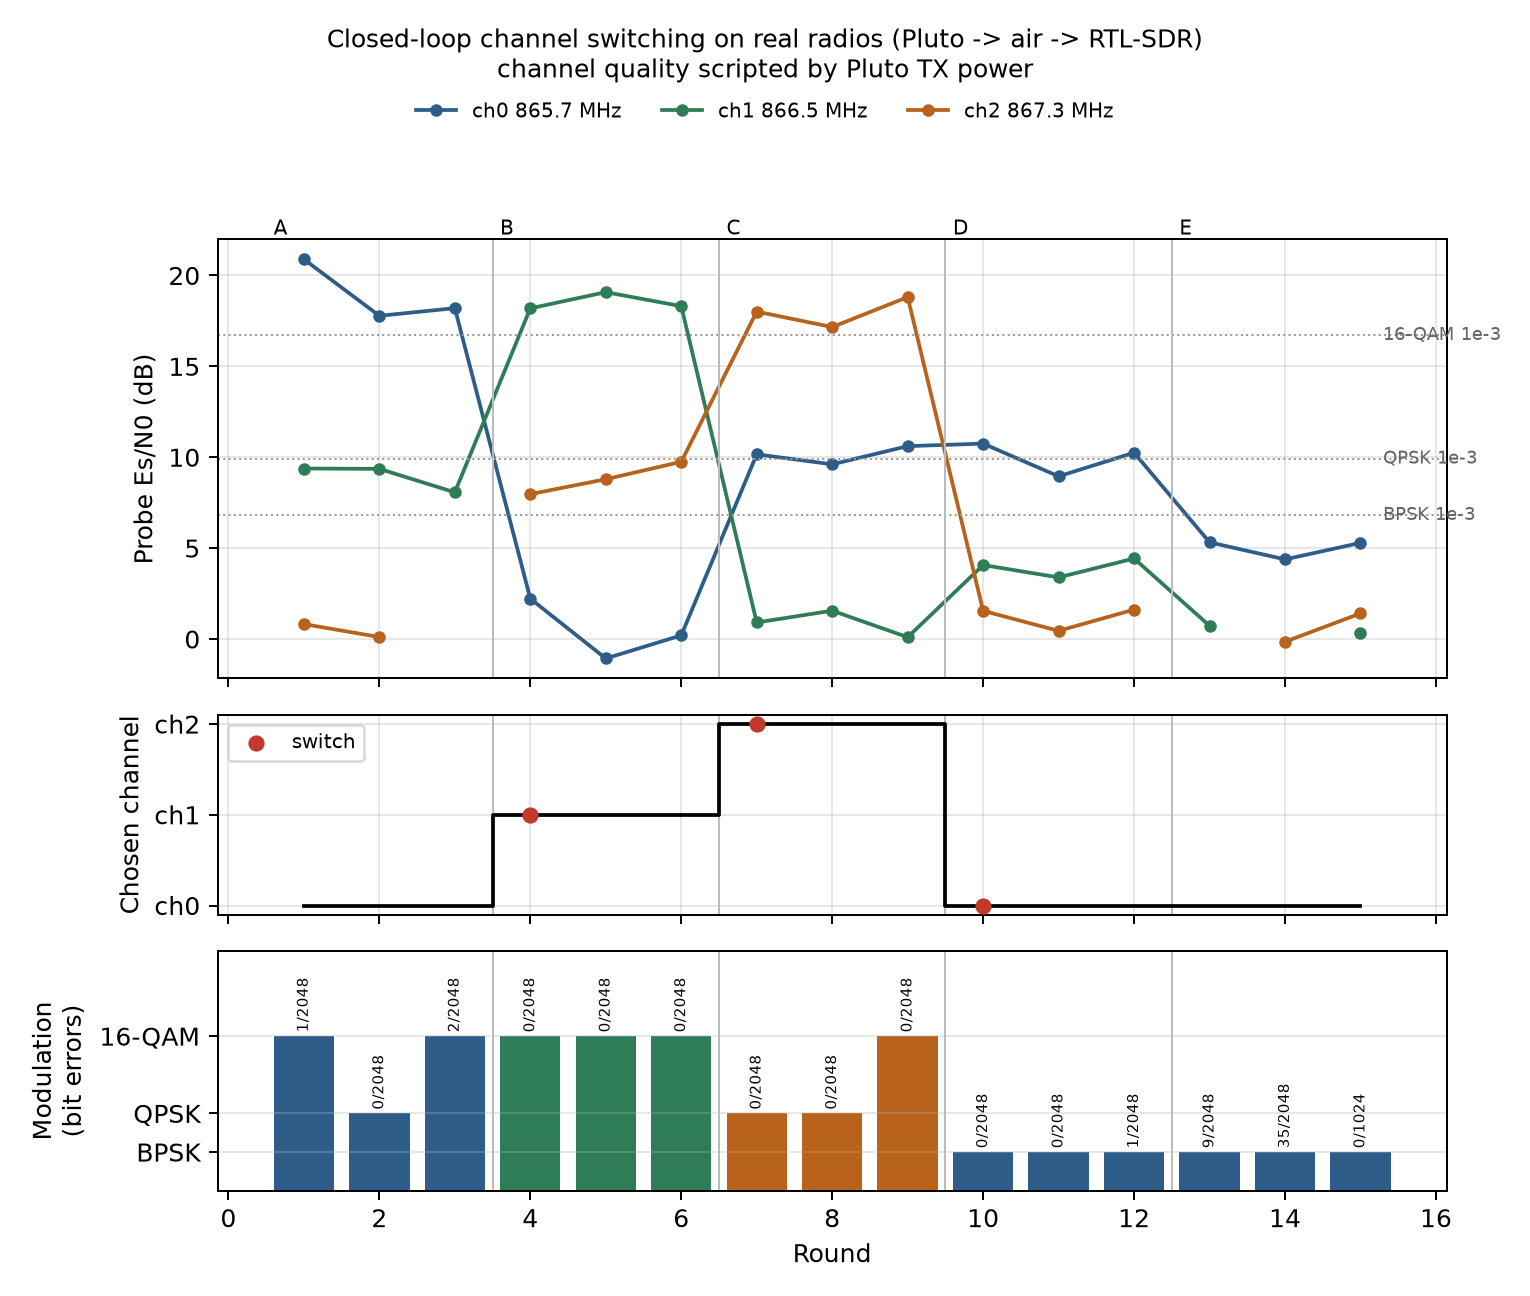 Closed-loop channel switching on real radios (Pluto -> air -> RTL-SDR)
channel quality scripted by Pluto TX power
ch0 865.7 MHz
ch1 866.5 MHz
ch2 867.3 MHz
A
B
C
D
E
Probe Es/N0 (dB)
20
15
10
5
0
16-QAM 1e-3
QPSK 1e-3
BPSK 1e-3
Chosen channel
ch2
ch1
ch0
switch
Modulation
(bit errors)
16-QAM
QPSK
BPSK
1/2048
0/2048
2/2048
0/2048
0/2048
0/2048
0/2048
0/2048
0/2048
0/2048
0/2048
1/2048
9/2048
35/2048
0/1024
0
2
4
6
8
10
12
14
16
Round